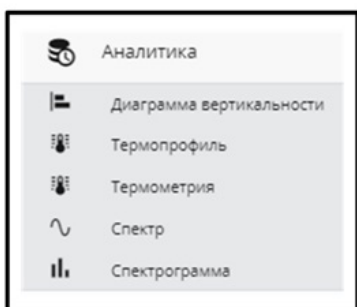 Аналитика
Диаграмма вертикальности
Термопрофиль
Термометрия
Спектр
Спектрограмма